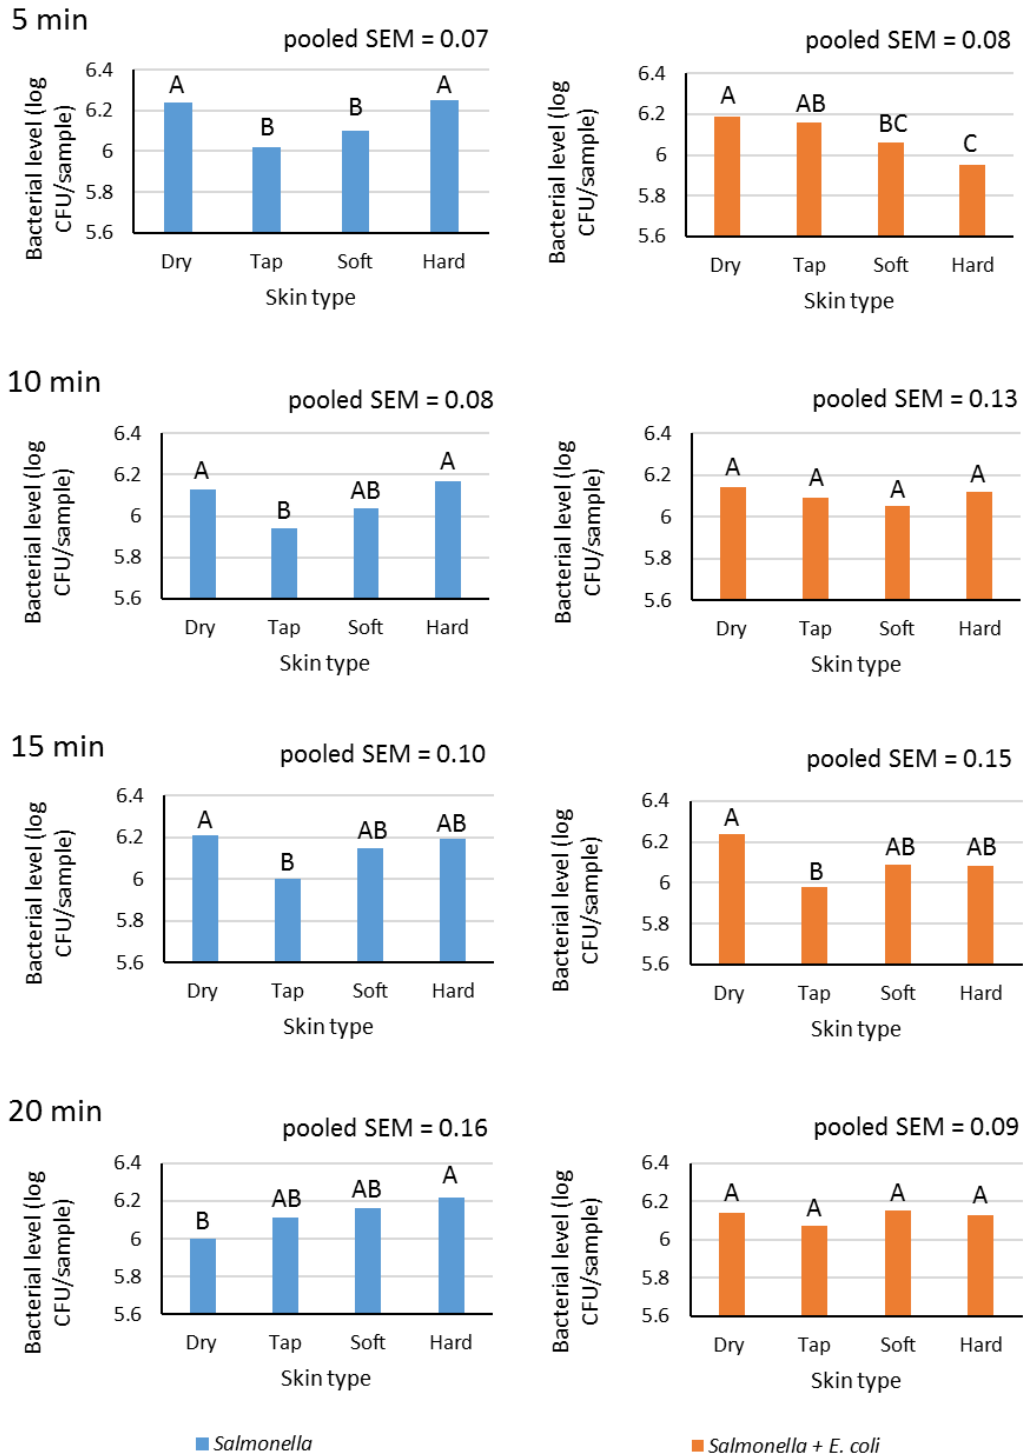 5 min
pooled SEM = 0.07
Bacterial level (log
CFU/sample)
6.4
6.2
6
5.8
5.6
A
B
B
A
Dry Tap Soft Hard
Skin type
pooled SEM = 0.08
Bacterial level (log
CFU/sample)
6.4
6.2
6
5.8
5.6
A
AB
BC
C
Dry Tap Soft Hard
Skin type
10 min
pooled SEM = 0.08
Bacterial level (log
CFU/sample)
6.4
6.2
6
5.8
5.6
A
B
AB
A
Dry Tap Soft Hard
Skin type
pooled SEM = 0.13
Bacterial level (log
CFU/sample)
6.4
6.2
6
5.8
5.6
A
A
A
A
Dry Tap Soft Hard
Skin type
15 min
pooled SEM = 0.10
Bacterial level (log
CFU/sample)
6.4
6.2
6
5.8
5.6
A
B
AB
AB
Dry Tap Soft Hard
Skin type
pooled SEM = 0.15
Bacterial level (log
CFU/sample)
6.4
6.2
6
5.8
5.6
A
B
AB
AB
Dry Tap Soft Hard
Skin type
20 min
pooled SEM = 0.16
Bacterial level (log
CFU/sample)
6.4
6.2
6
5.8
5.6
B
AB
AB
A
Dry Tap Soft Hard
Skin type
pooled SEM = 0.09
Bacterial level (log
CFU/sample)
6.4
6.2
6
5.8
5.6
A
A
A
A
Dry Tap Soft Hard
Skin type
Salmonella
Salmonella + E. coli